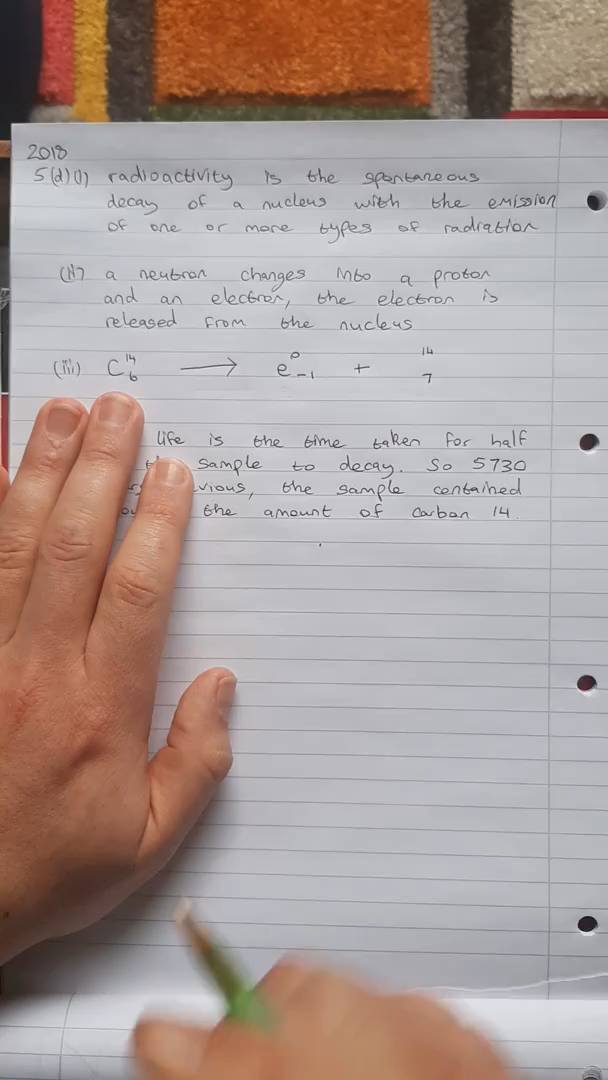 2018
5(d)(i) radioactivity is the spontaneous
decay of a nucleus with the emission
of one or more types of radiation
(ii) a neutron changes into a proton
and an electron, the electron is
released from the nucleus
(iii) C 14 6 → e 0 -1 + 14 7
life is the time taken for half
sample to decay. So 5730
vious, the sample contained
the amount of carbon 14.